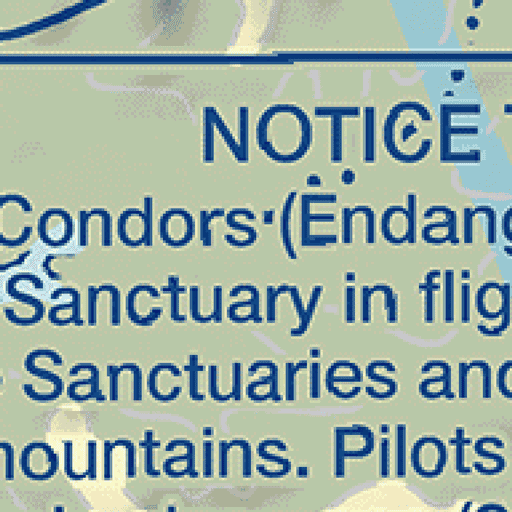 NOTICE
Condors (Endang
Sanctuary in flig
Sanctuaries and
mountains. Pilots